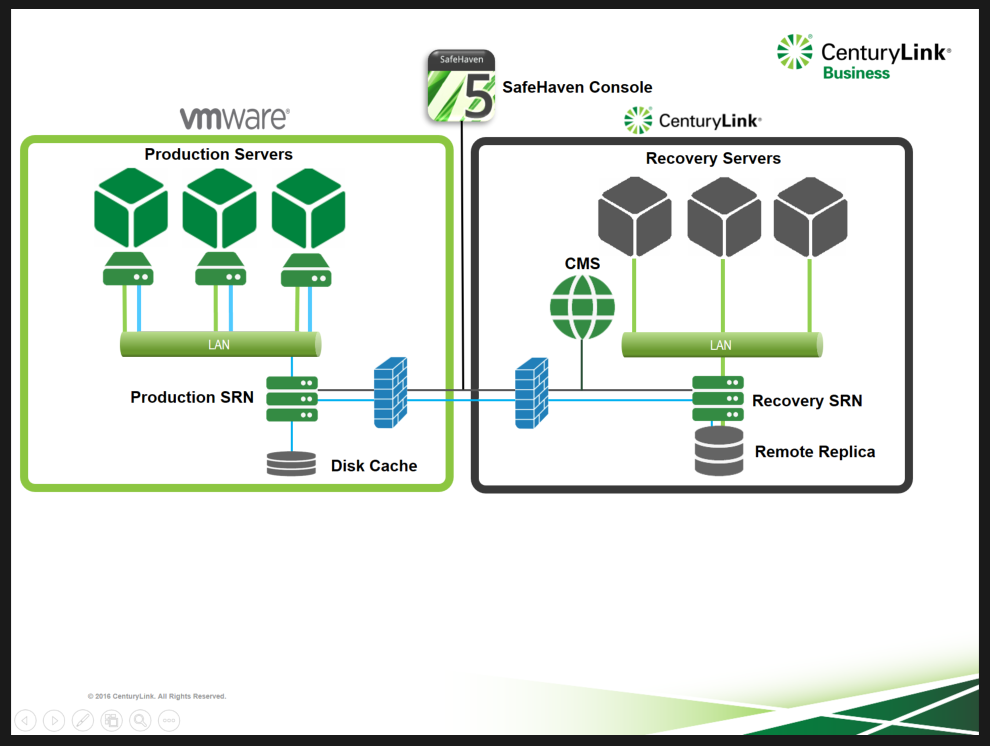 CenturyLink®
Business
SafeHaven
5
SafeHaven Console
vmware®
CenturyLink®
Production Servers
Recovery Servers
CMS
LAN
LAN
Production SRN
Recovery SRN
Disk Cache
Remote Replica
© 2016 CenturyLink. All Rights Reserved.